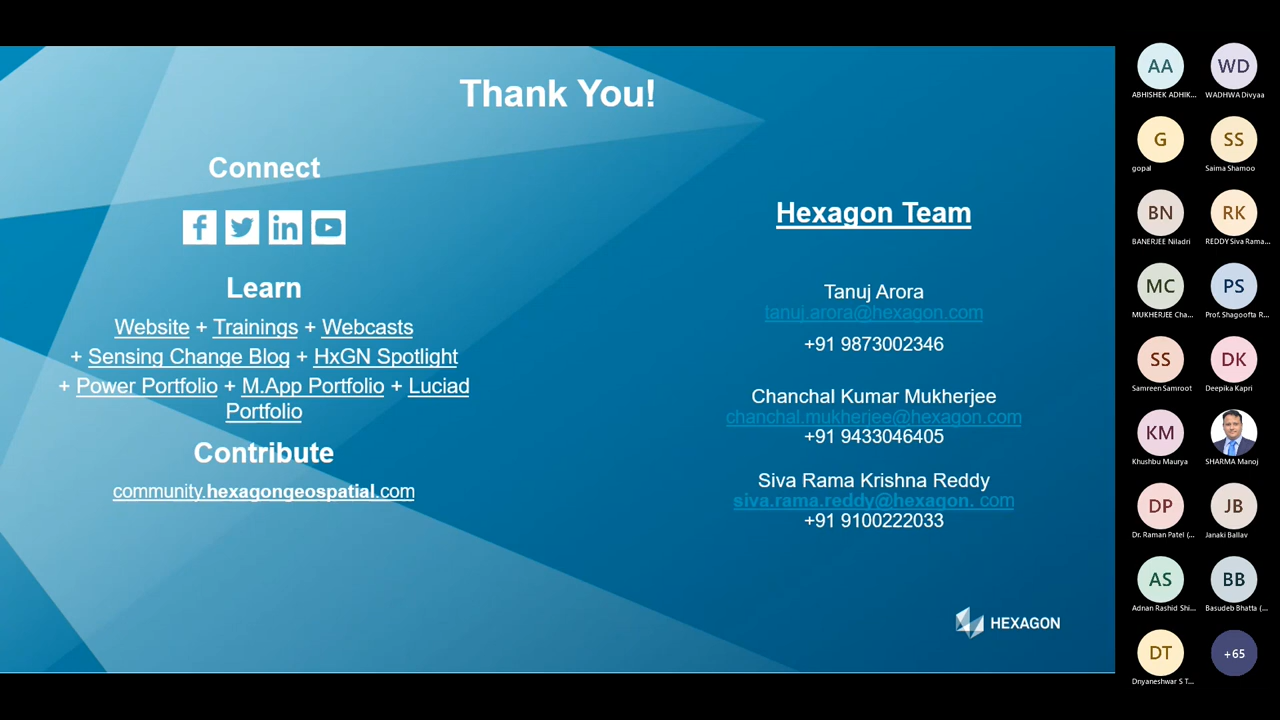 Thank You!
Connect
Learn
Website + Trainings + Webcasts
+ Sensing Change Blog + HxGN Spotlight
+ Power Portfolio + M.App Portfolio + Luciad
Portfolio
Contribute
community.hexagongeospatial.com
Hexagon Team
Tanuj Arora
tanuj.arora@hexagon.com
+91 9873002346
Chanchal Kumar Mukherjee
chanchal.mukherjee@hexagon.com
+91 9433046405
Siva Rama Krishna Reddy
siva.rama.reddy@hexagon. com
+91 9100222033
HEXAGON
AA WD
ABHISHEK ADHIK... WADHWA Divyaa
G SS
gopal Saima Shamoo
BN RK
BANERJEE Niladri REDDY Siva Rama...
MC PS
MUKHERJEE Cha... Prof. Shagoofta R...
SS DK
Samreen Samroot Deepika Kapri
KM
Khushbu Maurya SHARMA Manoj
DP JB
Dr. Raman Patel (... Janaki Ballav
AS BB
Adnan Rashid Shi... Basudeb Bhatta (...
DT +65
Dnyaneshwar S T...